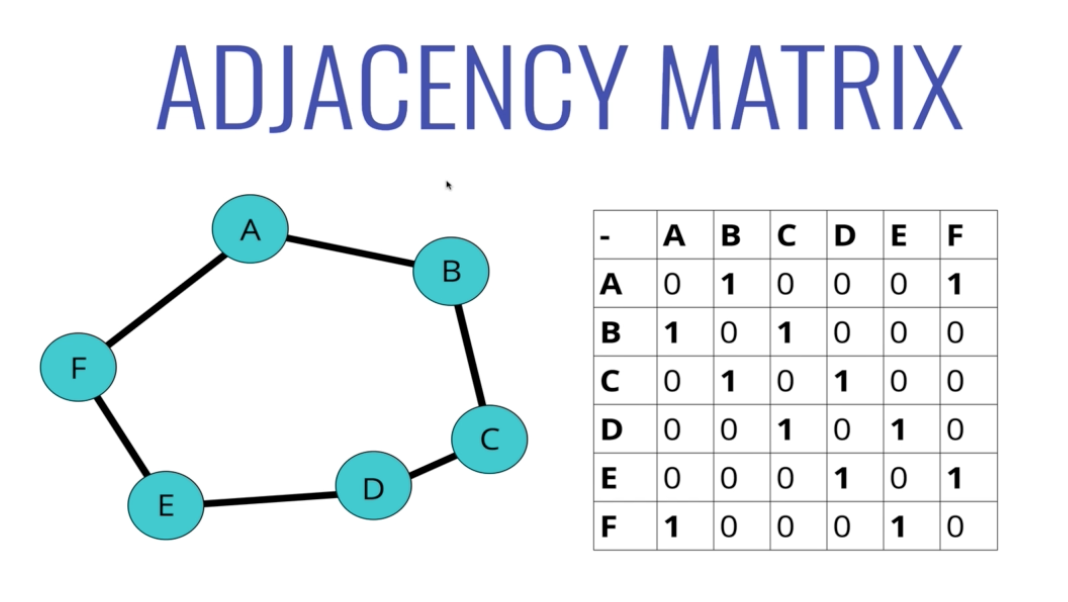 ADJACENCY MATRIX
A
B
F
C
D
E
- A B C D E F
A 0 1 0 0 0 1
B 1 0 1 0 0 0
C 0 1 0 1 0 0
D 0 0 1 0 1 0
E 0 0 0 1 0 1
F 1 0 0 0 1 0